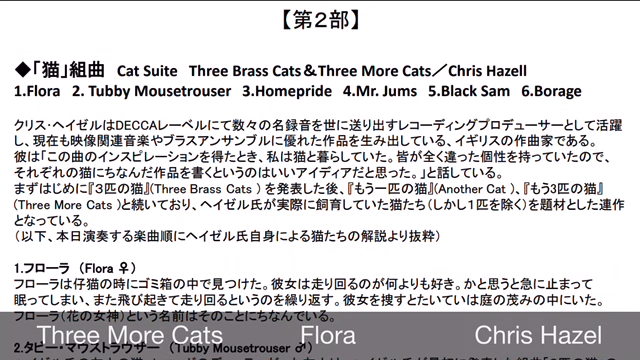 【第２部】
◆「猫」組曲　Cat Suite　Three Brass Cats＆Three More Cats／Chris Hazell
1.Flora　2. Tubby Mousetrouser　3.Homepride　4.Mr. Jums　5.Black Sam　6.Borage
クリス・ヘイゼルはDECCAレーベルにて数々の名録音を世に送り出すレコーディングプロデューサーとして活躍
し、現在も映像関連音楽やブラスアンサンブルに優れた作品を生み出している、イギリスの作曲家である。
彼は「この曲のインスピレーションを得たとき、私は猫と暮らしていた。皆が全く違った個性を持っていたので、
それぞれの猫にちなんだ作品を書くというのはいいアイディアだと思った。」と話している。
まずはじめに『３匹の猫』(Three Brass Cats ) を発表した後、『もう一匹の猫』(Another Cat )、『もう3匹の猫』
(Three More Cats )と続いており、ヘイゼル氏が実際に飼育していた猫たち（しかし１匹を除く）を題材とした連作
となっている。
（以下、本日演奏する楽曲順にヘイゼル氏自身による猫たちの解説より抜粋）
1.フローラ　（Flora ♀）
フローラは仔猫の時にゴミ箱の中で見つけた。彼女は走り回るのが何よりも好き。かと思うと急に止まって
眠ってしまい、また飛び起きて走り回るというのを繰り返す。彼女を捜すとたいていは庭の茂みの中にいた。
フローラ（花の女神）という名前はそのことにちなんでいる。
Three More Cats　Flora　Chris Hazel
2.タビー・マウストラウザー　（Tubby Mousetrouser ♂）